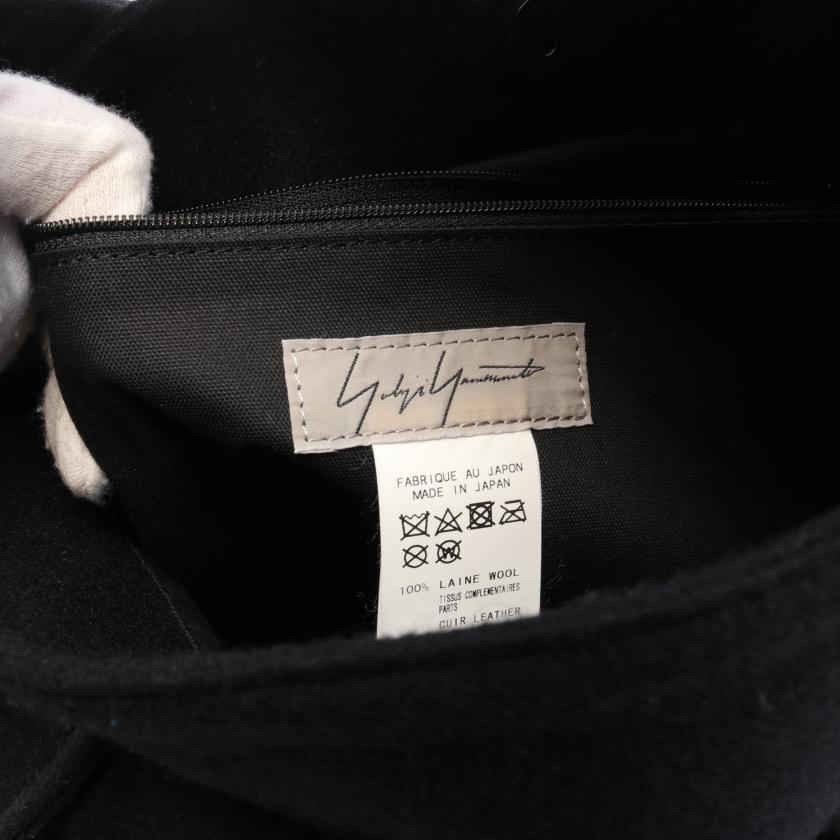 Yohji Yamamoto
FABRIQUE AU JAPON
MADE IN JAPAN
W
100% LAINE WOOL
TISSUS COMPLEMENTAIRES
PARTS
CUIR LEATHER